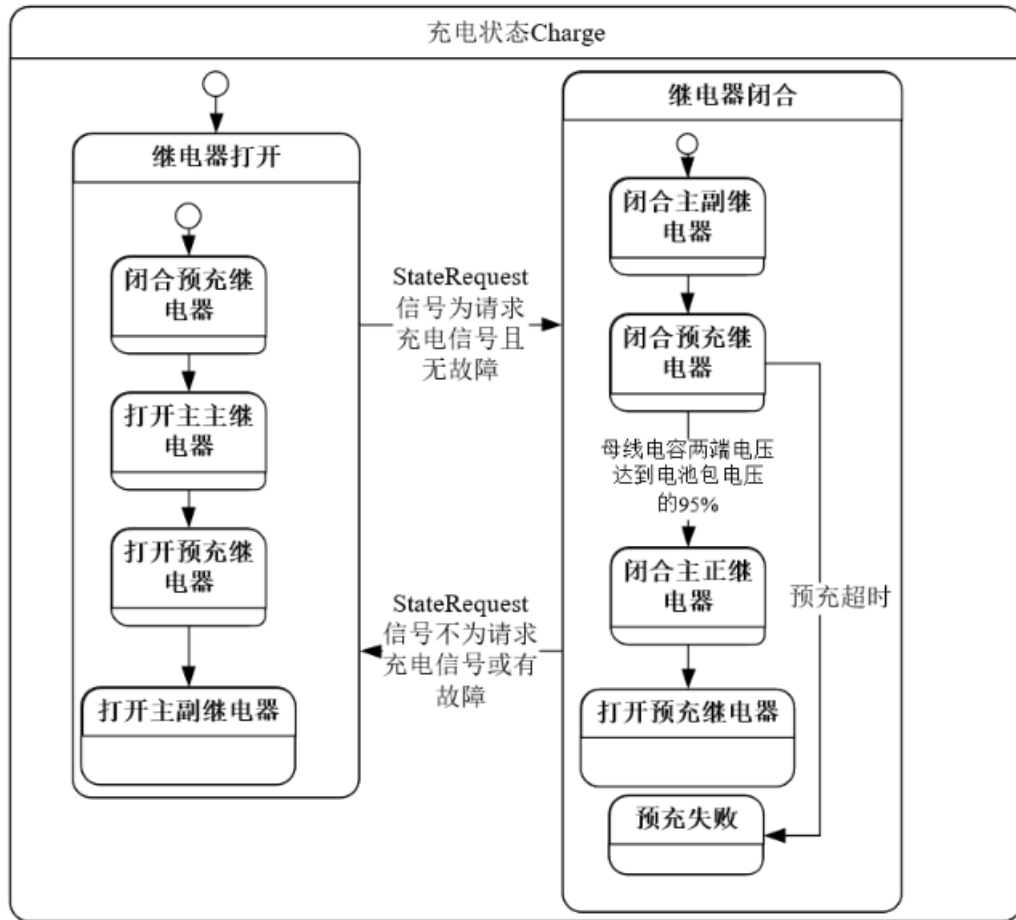 充电状态Charge
继电器打开
闭合预充继
电器
打开主主继
电器
打开预充继
电器
打开主副继电器
StateRequest
信号为请求
充电信号且
无故障
StateRequest
信号不为请求
充电信号或有
故障
继电器闭合
闭合主副继
电器
闭合预充继
电器
母线电容两端电压
达到电池包电压
的95%
闭合主正继
电器
预充超时
打开预充继电器
预充失败